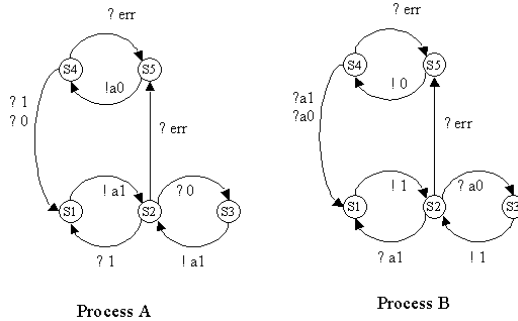 ? err
S4
S5
!a0
? 1
? 0
? err
! a1
? 0
S1
S2
S3
? 1
! a1
Process A
? err
S4
S5
! 0
?a1
?a0
? err
! 1
? a0
S1
S2
S3
? a1
! 1
Process B